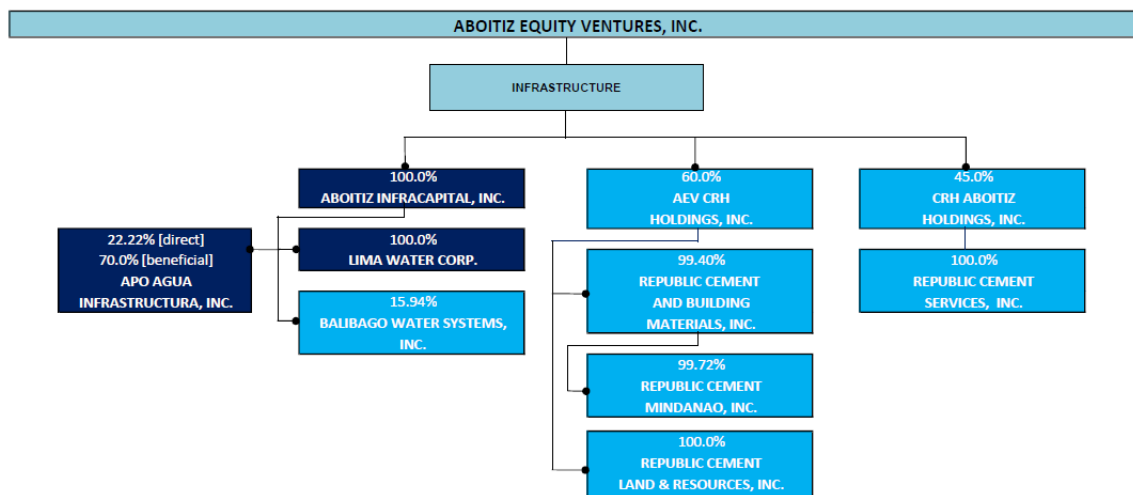 ABOITIZ EQUITY VENTURES, INC.
INFRASTRUCTURE
100.0%
ABOITIZ INFRACAPITAL, INC.
22.22% [direct]
70.0% [beneficial]
APO AGUA
INFRASTRUCTURA, INC.
100.0%
LIMA WATER CORP.
15.94%
BALIBAGO WATER SYSTEMS,
INC.
60.0%
AEV CRH
HOLDINGS, INC.
99.40%
REPUBLIC CEMENT
AND BUILDING
MATERIALS, INC.
99.72%
REPUBLIC CEMENT
MINDANAO, INC.
100.0%
REPUBLIC CEMENT
LAND & RESOURCES, INC.
45.0%
CRH ABOITIZ
HOLDINGS, INC.
100.0%
REPUBLIC CEMENT
SERVICES, INC.